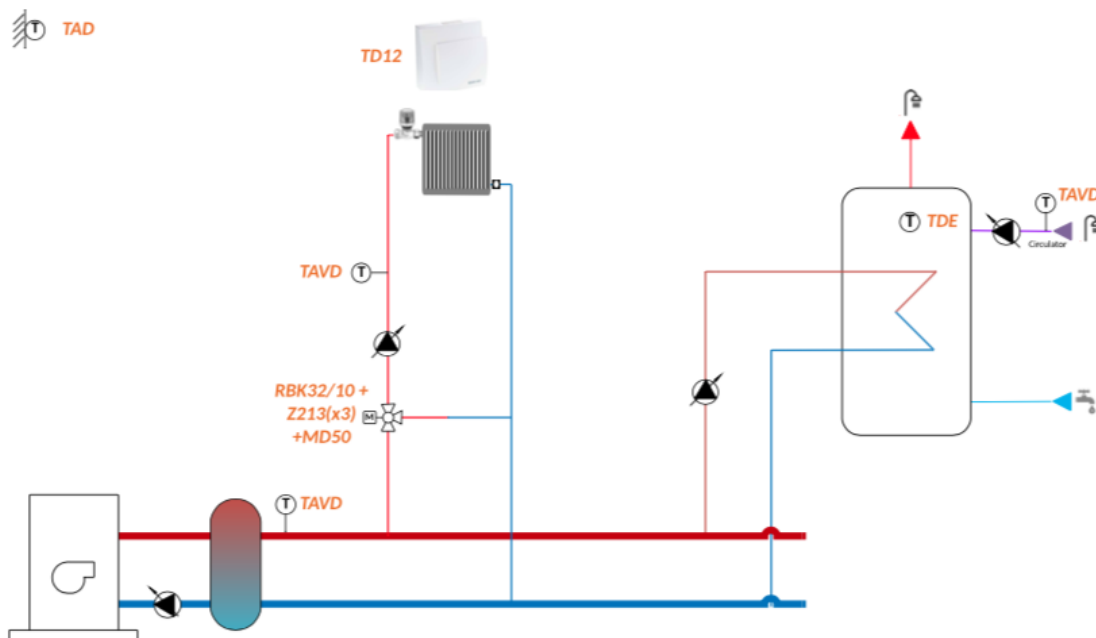 T TAD
TD12
T TAVD
TDE
T
Circulator
TAVD T
RBK32/10 +
Z213(x3)
M
+MD50
T TAVD